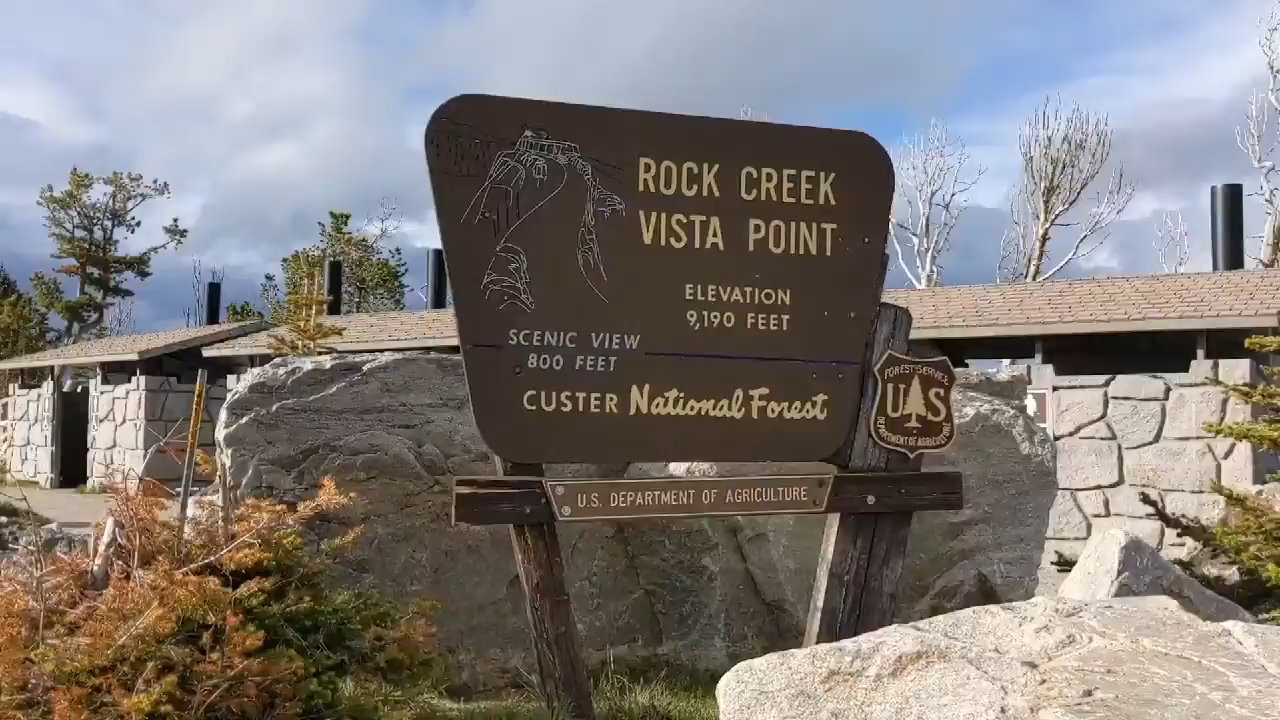 ROCK CREEK
VISTA POINT
ELEVATION
9,190 FEET
SCENIC VIEW
800 FEET
CUSTER National Forest
FOREST SERVICE
U S
DEPARTMENT OF AGRICULTURE
U.S. DEPARTMENT OF AGRICULTURE